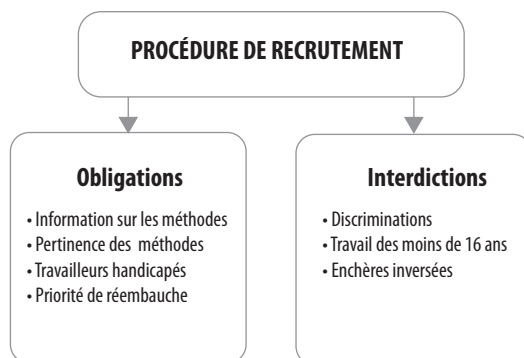 PROCÉDURE DE RECRUTEMENT
Obligations
• Information sur les méthodes
• Pertinence des méthodes
• Travailleurs handicapés
• Priorité de réembauche
Interdictions
• Discriminations
• Travail des moins de 16 ans
• Enchères inversées